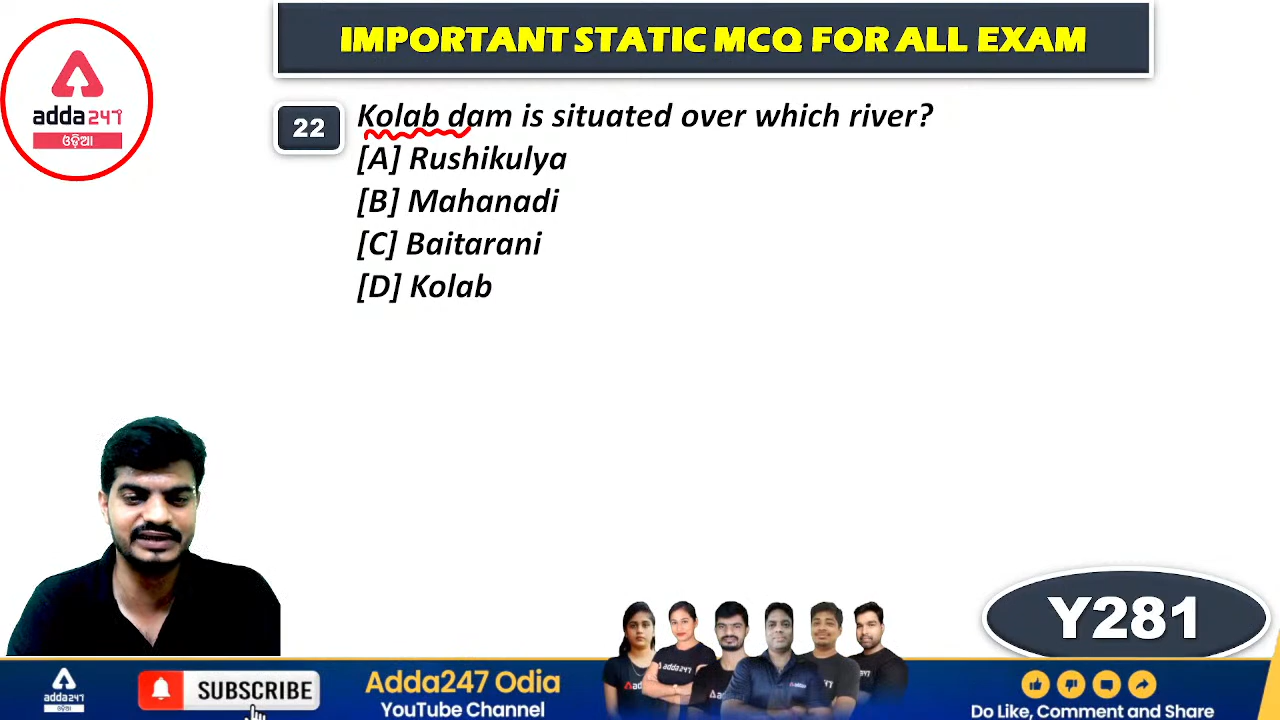 IMPORTANT STATIC MCQ FOR ALL EXAM
adda247
ଓଡ଼ିଆ
22
Kolab dam is situated over which river?
[A] Rushikulya
[B] Mahanadi
[C] Baitarani
[D] Kolab
Y281
adda247
ଓଡ଼ିଆ
SUBSCRIBE
Adda247 Odia
YouTube Channel
Do Like, Comment and Share